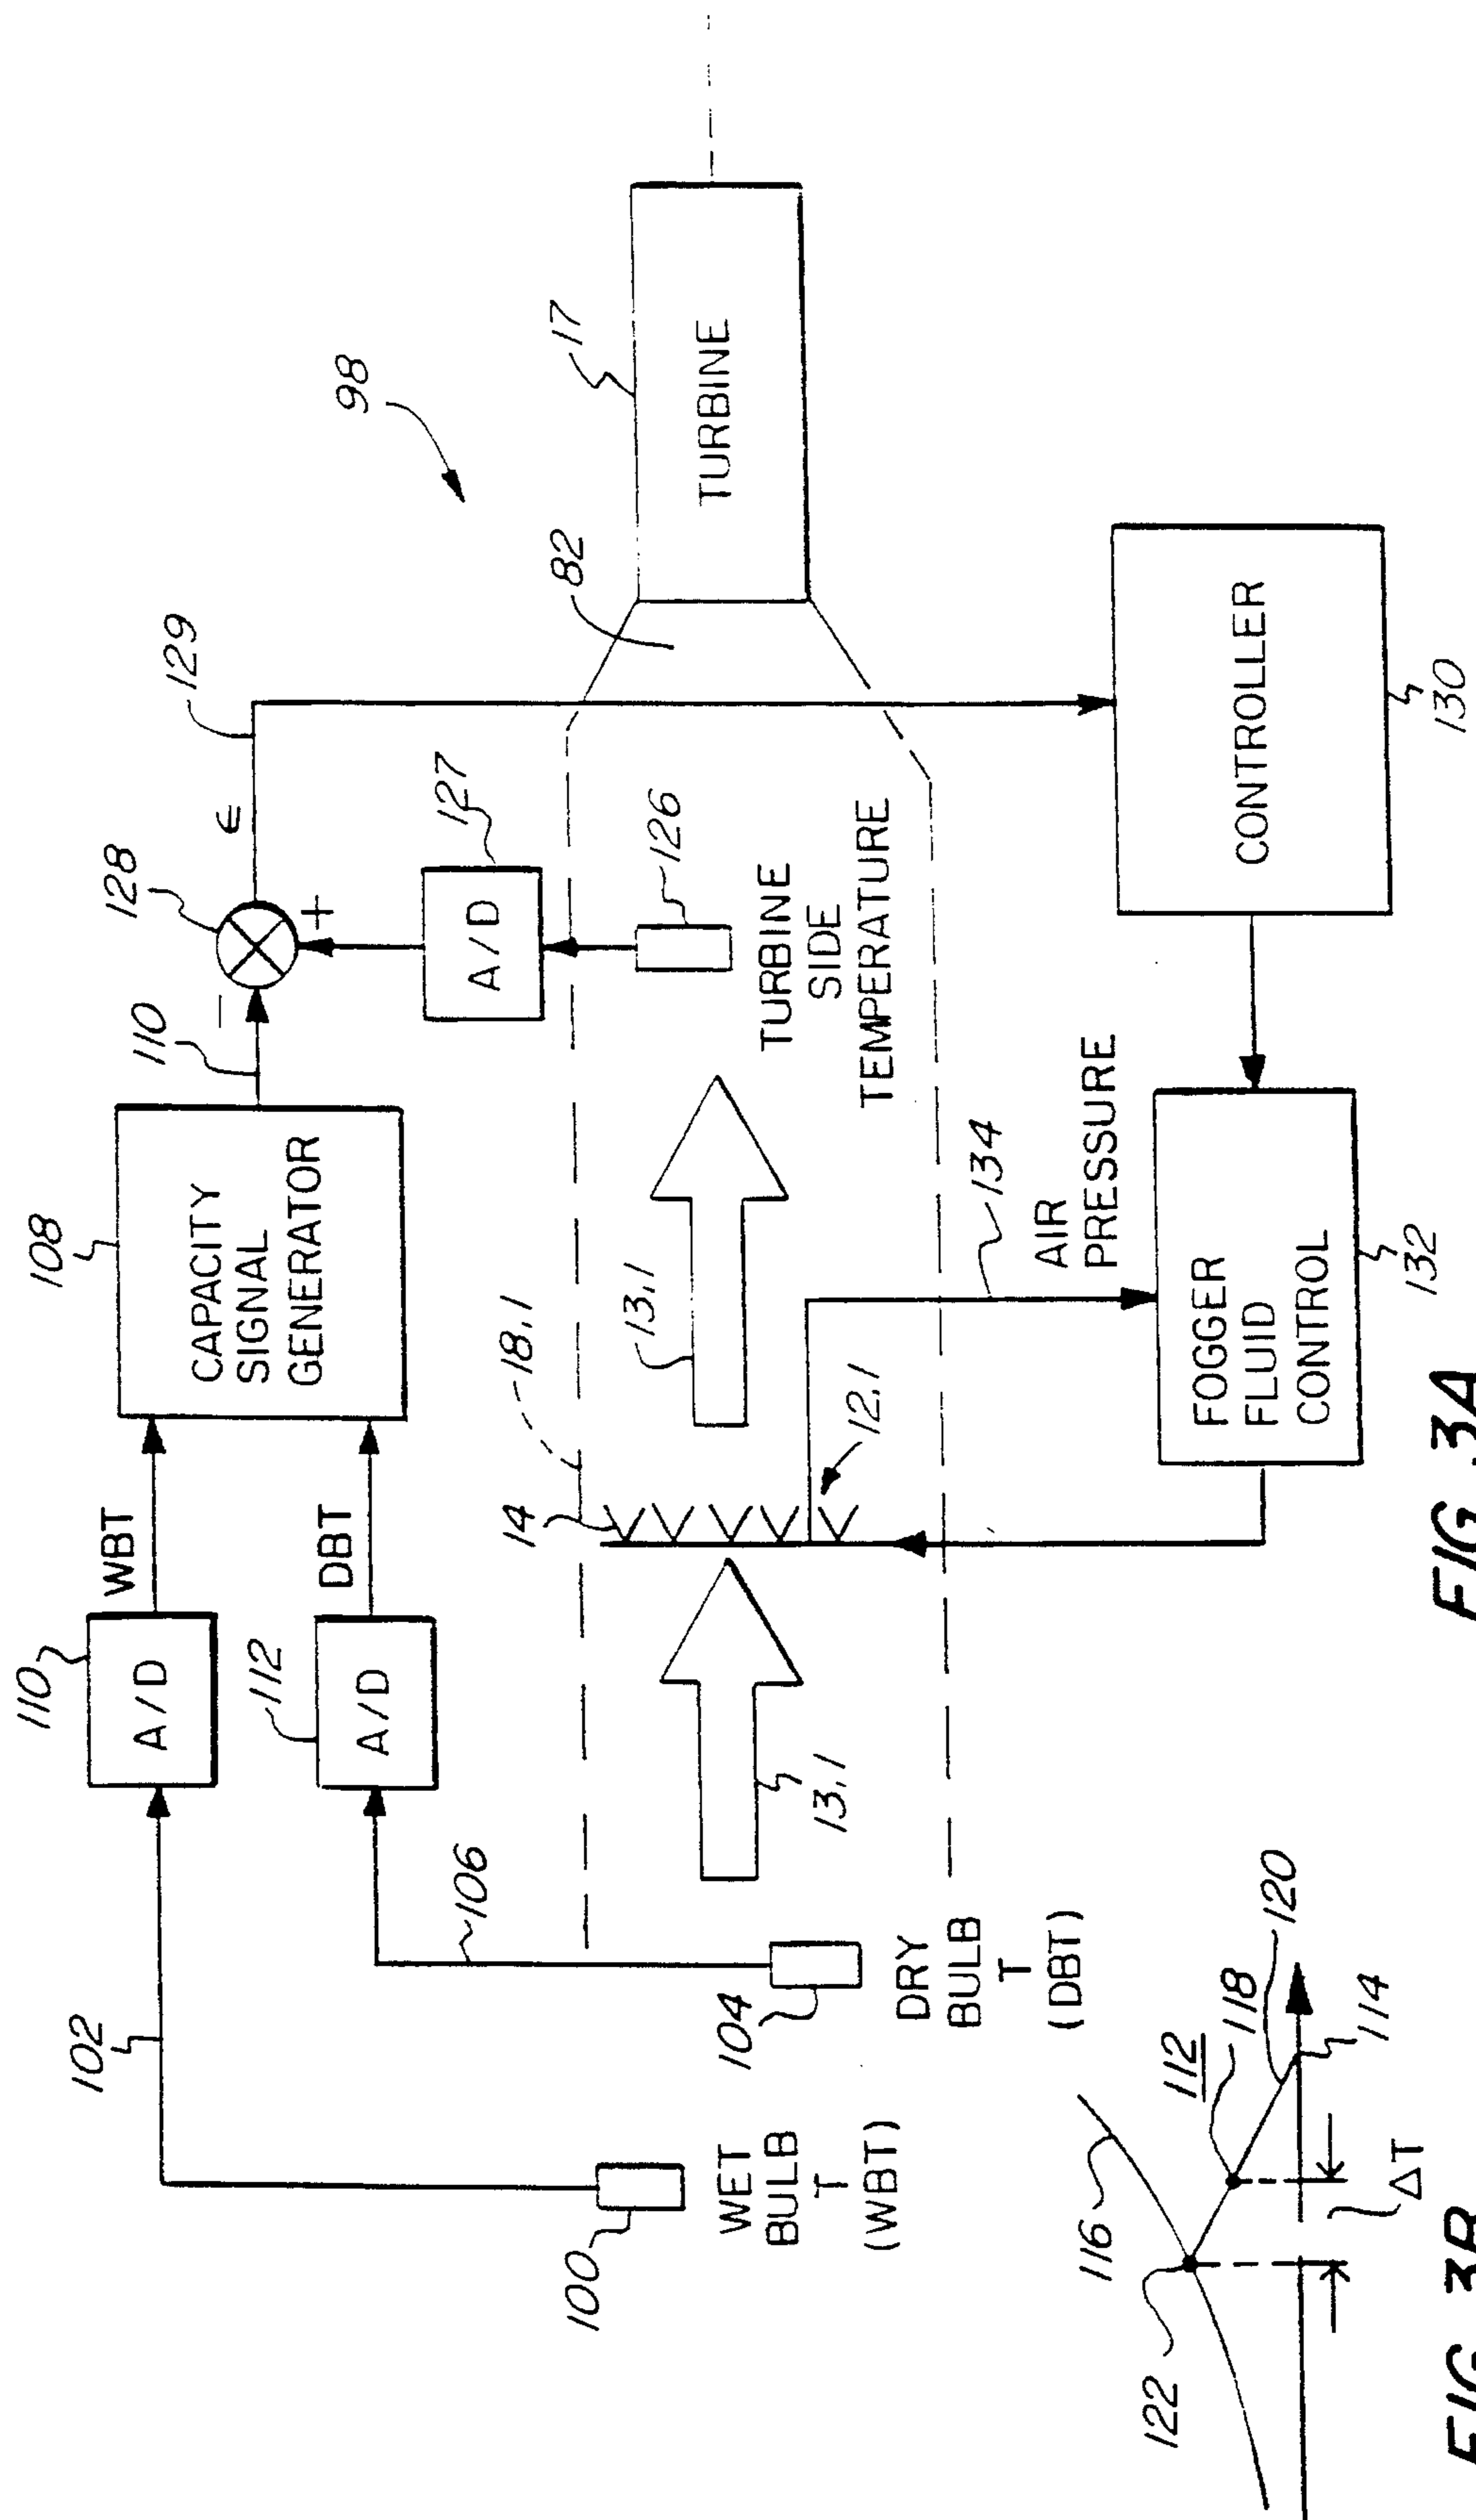 98
102
110
WBT
A/D
108
CAPACITY
SIGNAL
GENERATOR
110
−
128
+
ϵ
129
112
DBT
A/D
106
127
A/D
126
TURBINE
SIDE
TEMPERATURE
82
17
TURBINE
18,1
14
13,1
13,1
12,1
100
WET
BULB
T
(WBT)
104
DRY
BULB
T
(DBT)
134
AIR
PRESSURE
FOGGER
FLUID
CONTROL
132
CONTROLLER
130
FIG. 3A
112
116
118
120
122
114
ΔT
FIG. 3B